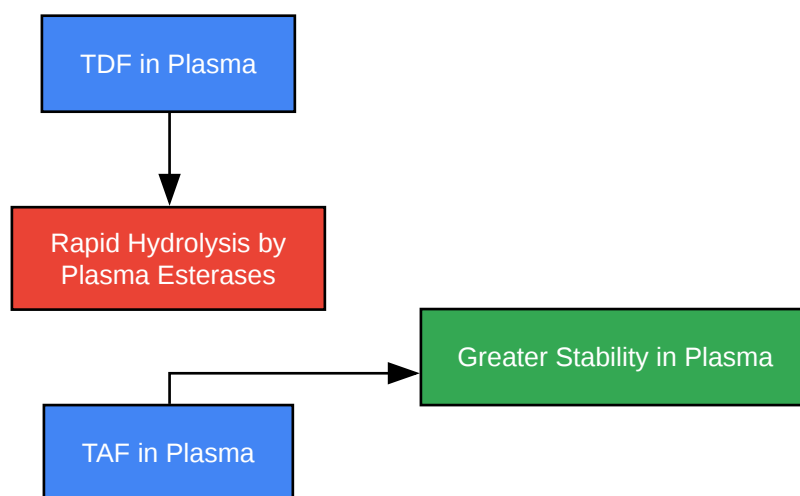 TDF in Plasma
Rapid Hydrolysis by
Plasma Esterases
Greater Stability in Plasma
TAF in Plasma